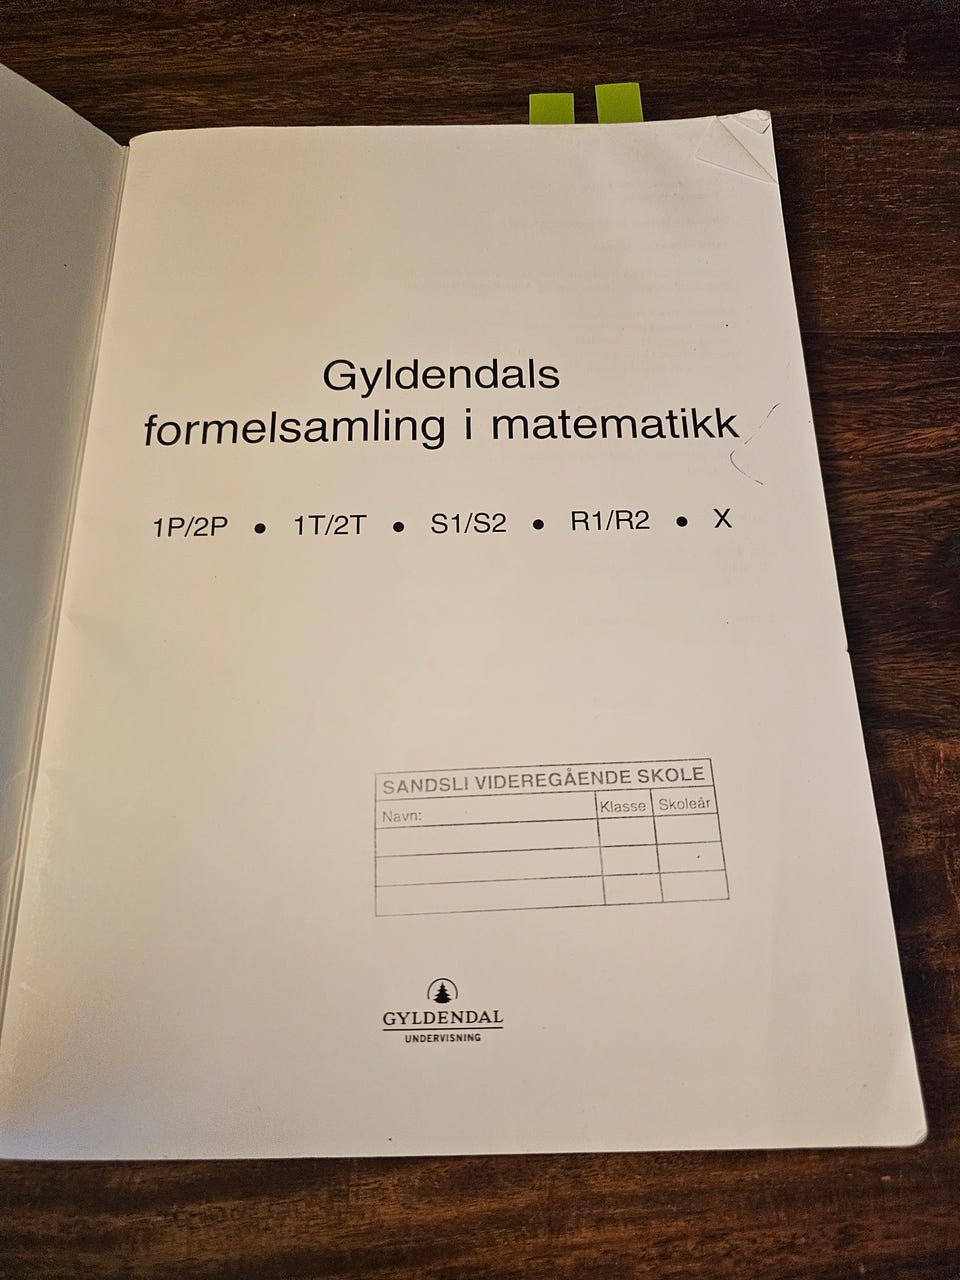 Gyldendals
formelsamling i matematikk
1P/2P • 1T/2T • S1/S2 • R1/R2 • X
SANDSLI VIDEREGÅENDE SKOLE
Navn: Klasse Skoleår
GYLDENDAL
UNDERVISNING